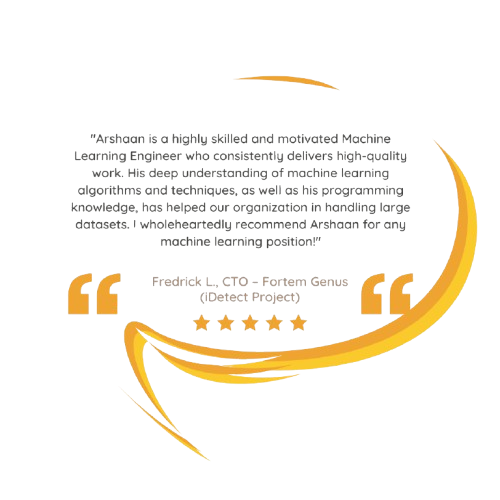 "Arshaan is a highly skilled and motivated Machine
Learning Engineer who consistently delivers high-quality
work. His deep understanding of machine learning
algorithms and techniques, as well as his programming
knowledge, has helped our organization in handling large
datasets. I wholeheartedly recommend Arshaan for any
machine learning position!"
Fredrick L., CTO – Fortem Genus
(iDetect Project)